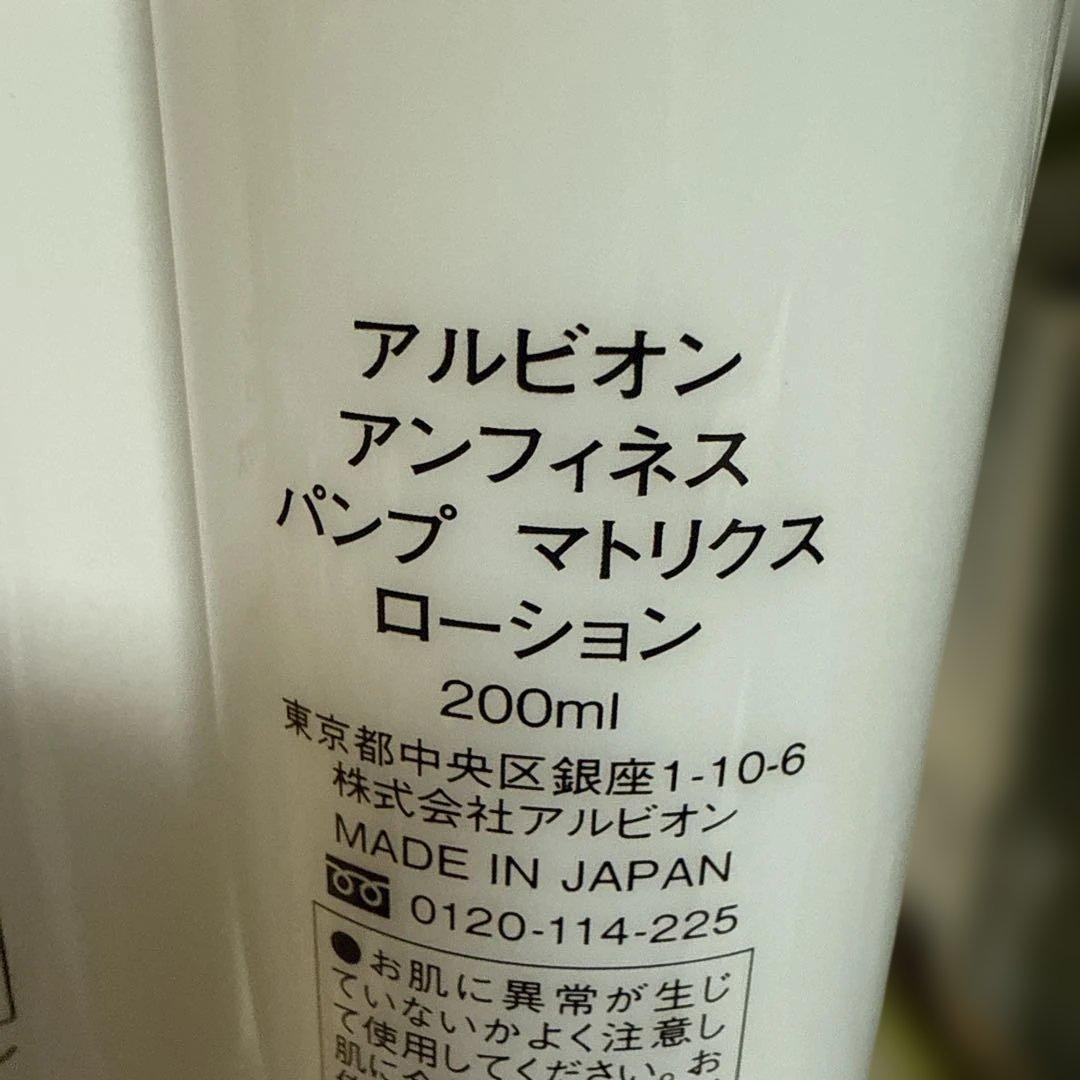 アルビオン
アンフィネス
パンプ　マトリクス
ローション
200ml
東京都中央区銀座1-10-6
株式会社アルビオン
MADE IN JAPAN
0120-114-225
●お肌に異常が生じ
ていないかよく注意し
て使用してください。お